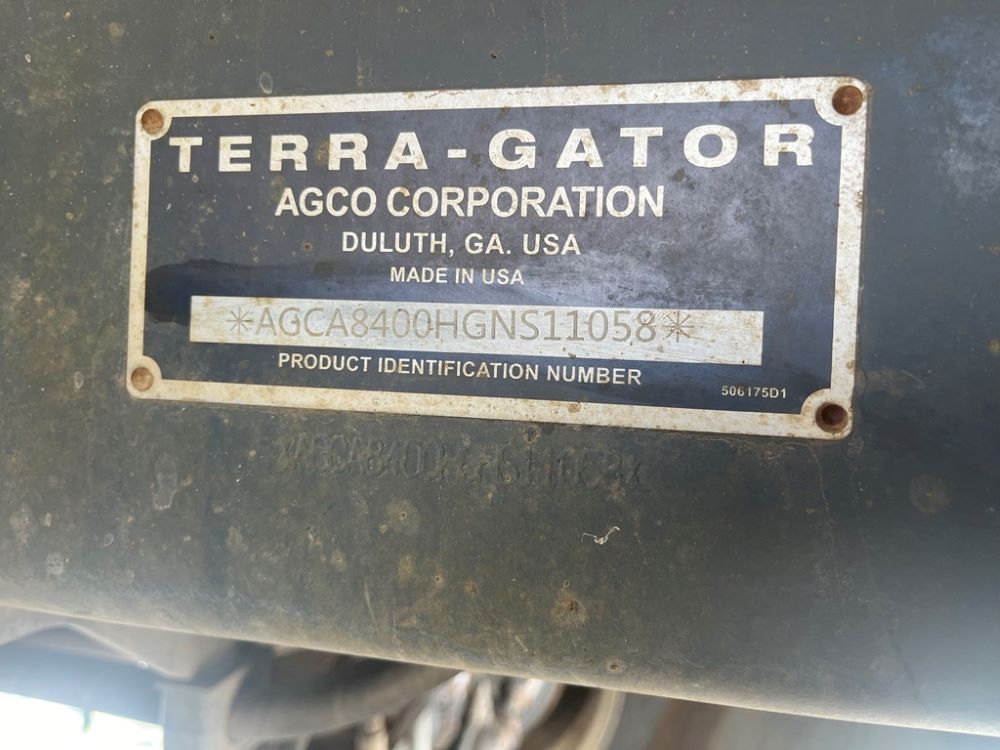 TERRA-GATOR
AGCO CORPORATION
DULUTH, GA. USA
MADE IN USA
*AGCA8400HGNS11058*
PRODUCT IDENTIFICATION NUMBER
506175D1